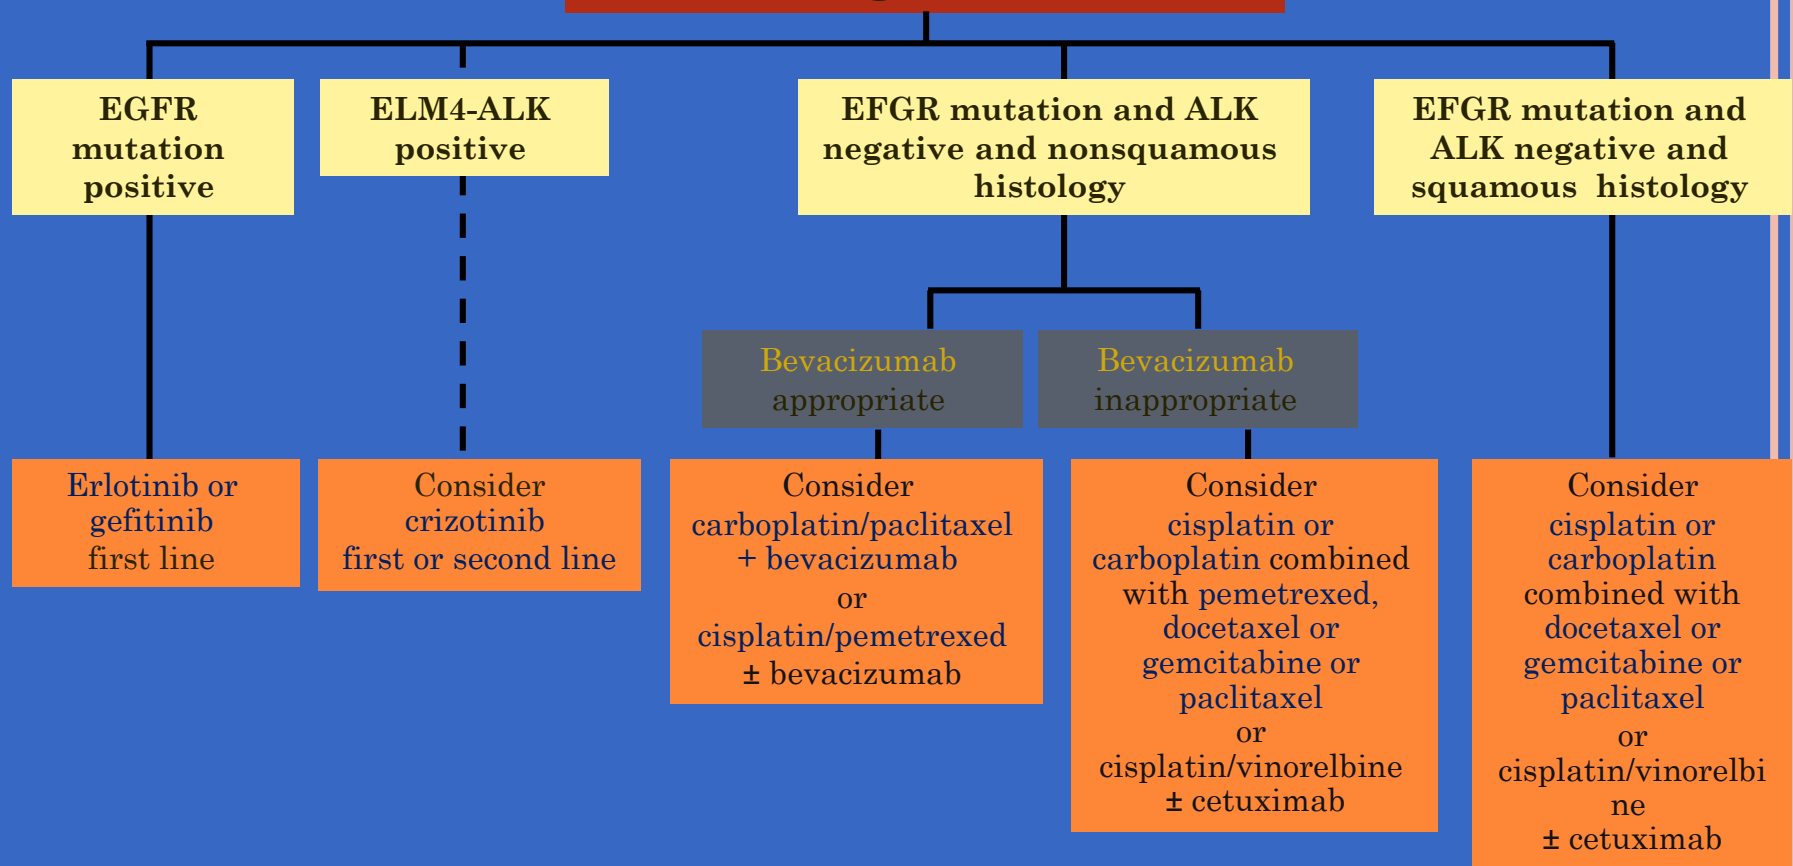 EGFR
mutation
positive
ELM4-ALK
positive
EFGR mutation and ALK
negative and nonsquamous
histology
EFGR mutation and
ALK negative and
squamous histology
Bevacizumab
appropriate
Bevacizumab
inappropriate
Erlotinib or
gefitinib
first line
Consider
crizotinib
first or second line
Consider
carboplatin/paclitaxel
+ bevacizumab
or
cisplatin/pemetrexed
± bevacizumab
Consider
cisplatin or
carboplatin combined
with pemetrexed,
docetaxel or
gemcitabine or
paclitaxel
or
cisplatin/vinorelbine
± cetuximab
Consider
cisplatin or
carboplatin
combined with
docetaxel or
gemcitabine or
paclitaxel
or
cisplatin/vinorelbi
ne
± cetuximab